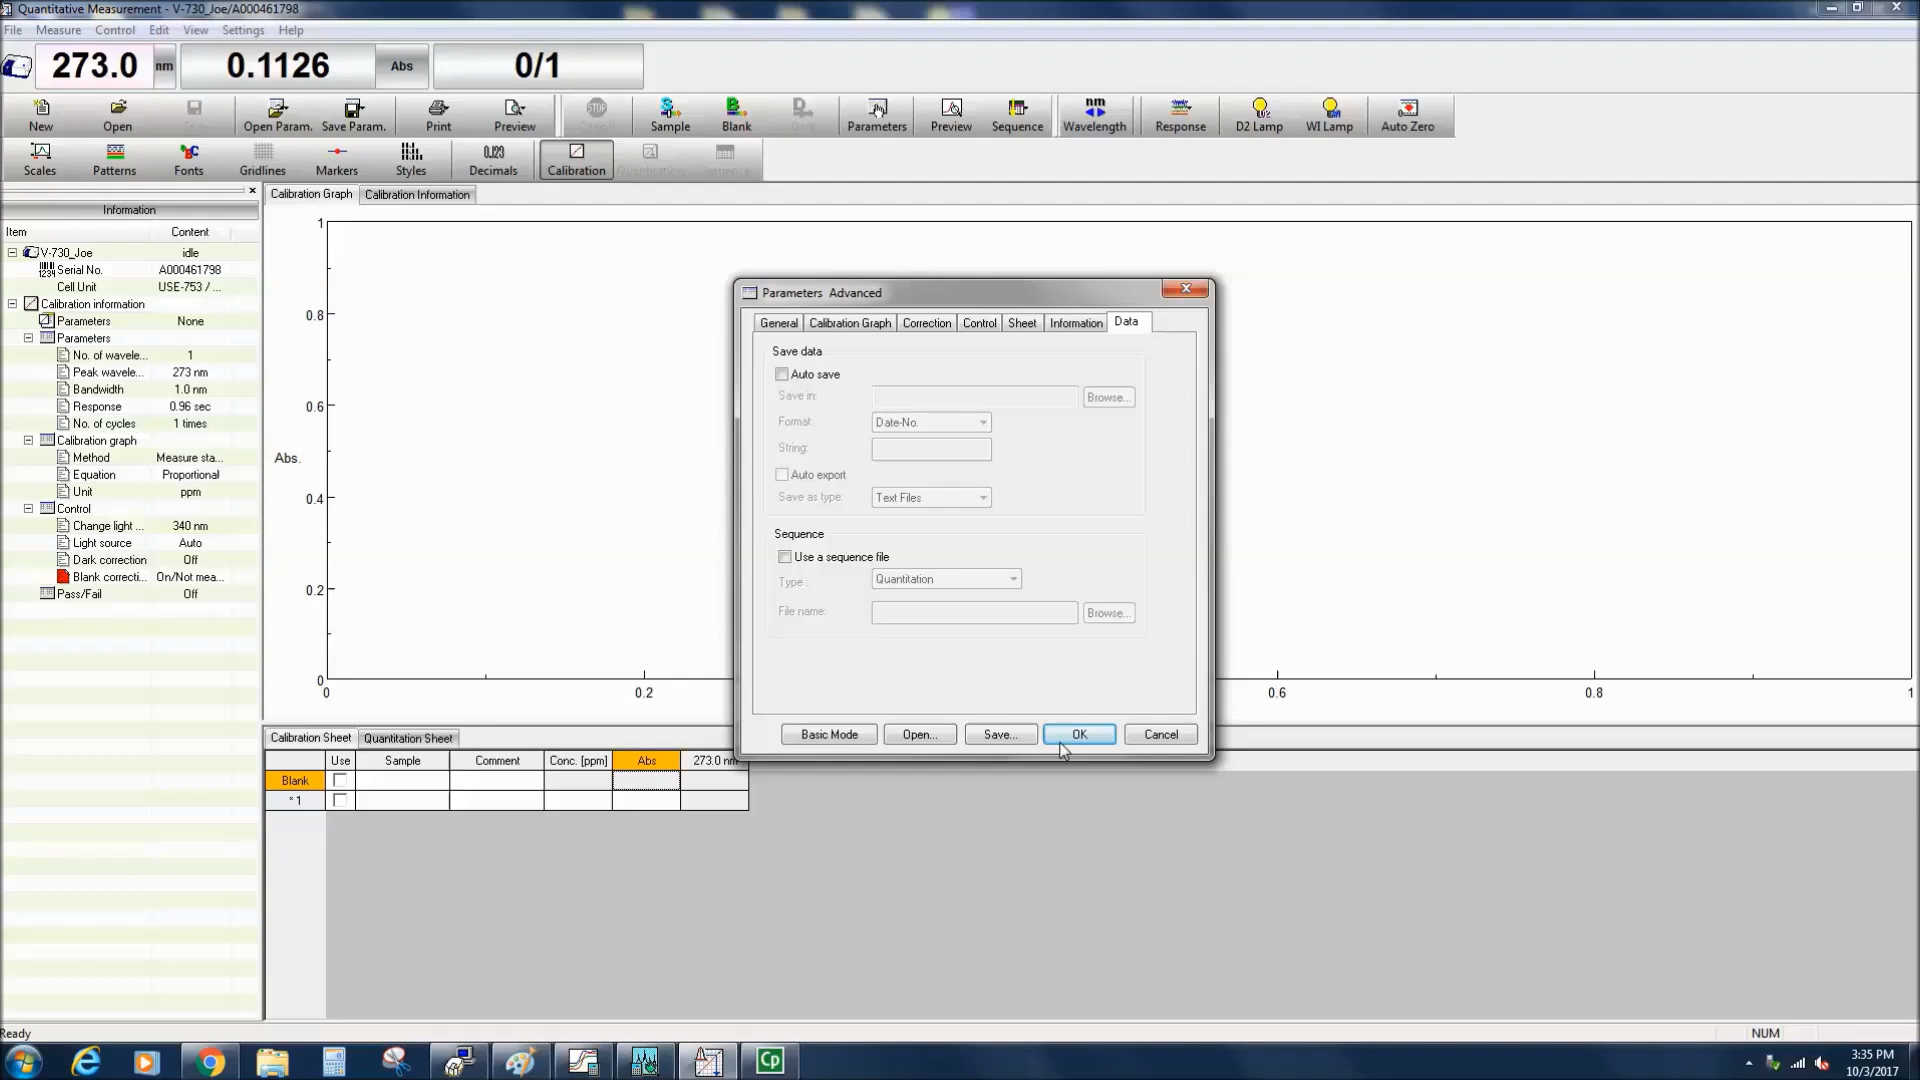 Quantitative Measurement - V-730_Joe/A000461798
File Measure Control Edit View Settings Help
273.0 nm 0.1126 Abs 0/1
New Open Open Param. Save Param. Print Preview Sample Blank Parameters Preview Sequence Wavelength Response D2 Lamp WI Lamp Auto Zero
Scales Patterns Fonts Gridlines Markers Styles Decimals Calibration
Information
Item Content
V-730_Joe idle
Serial No. A000461798
Cell Unit USE-753 / ...
Calibration information
Parameters None
Parameters
No. of wavele... 1
Peak wavele... 273 nm
Bandwidth 1.0 nm
Response 0.96 sec
No. of cycles 1 times
Calibration graph
Method Measure sta...
Equation Proportional
Unit ppm
Control
Change light ... 340 nm
Light source Auto
Dark correction Off
Blank correcti... On/Not mea...
Pass/Fail Off
Calibration Graph Calibration Information
1
0.8
0.6
Abs.
0.4
0.2
0
0 0.2 0.6 0.8 1
Parameters Advanced
General Calibration Graph Correction Control Sheet Information Data
Save data
Auto save
Save in: Browse...
Format: Date-No.
String:
Auto export
Save as type: Text Files
Sequence
Use a sequence file
Type : Quantitation
File name: Browse...
Basic Mode Open... Save... OK Cancel
Calibration Sheet Quantitation Sheet
Use Sample Comment Conc. [ppm] Abs 273.0 nm
Blank
* 1
Ready NUM
Cp
3:35 PM
10/3/2017